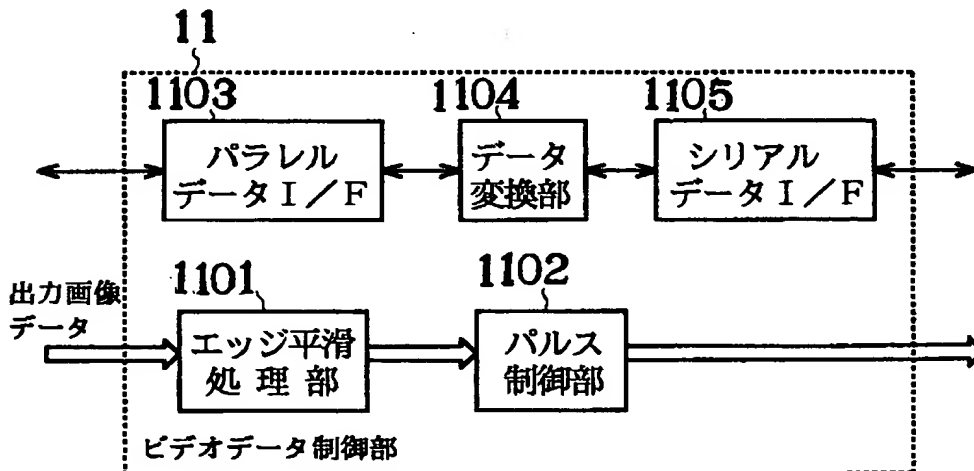 11
1103
1104
1105
パラレル
データI/F
データ
変換部
シリアル
データI/F
出力画像
データ
1101
1102
エッジ平滑
処理部
パルス
制御部
ビデオデータ制御部